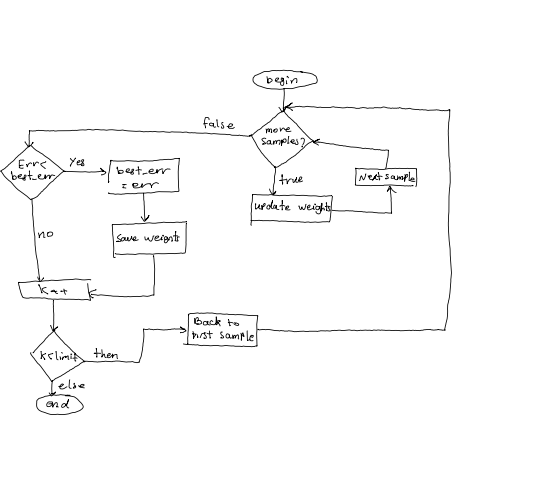 begin
false
more
samples?
Err<
best_err
Yes
best_err
= err
true
Next sample
update weights
no
save weights
K++
Back to
first sample
K<limit
then
else
end